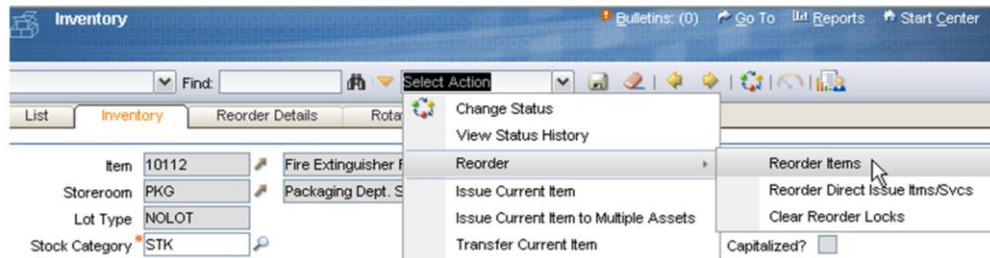 Inventory
Bulletins: (0) Go To Reports Start Center
Find: Select Action
List Inventory Reorder Details
Change Status
View Status History
Item 10112 Fire Extinguisher
Reorder Reorder Items
Storeroom PKG Packaging Dept.
Issue Current Item Reorder Direct Issue Itms/Svcs
Lot Type NOLOT
Issue Current Item to Multiple Assets Clear Reorder Locks
Stock Category * STK
Transfer Current Item Capitalized?